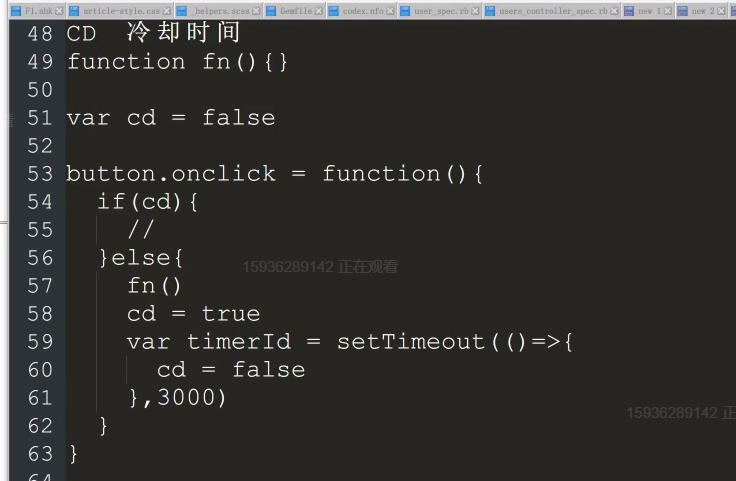 F1.ahk article-style.css _helpers.scss Gemfile codex.nfo user_spec.rb users_controller_spec.rb new 1 new 2
48 CD 冷却时间
49 function fn(){}
50
51 var cd = false
52
53 button.onclick = function(){
54 if(cd){
55 //
56 }else{
15936289142 正在观看
57 fn()
58 cd = true
59 var timerId = setTimeout(()=>{
60 cd = false
61 },3000)
15936289142 正
62 }
63 }
64